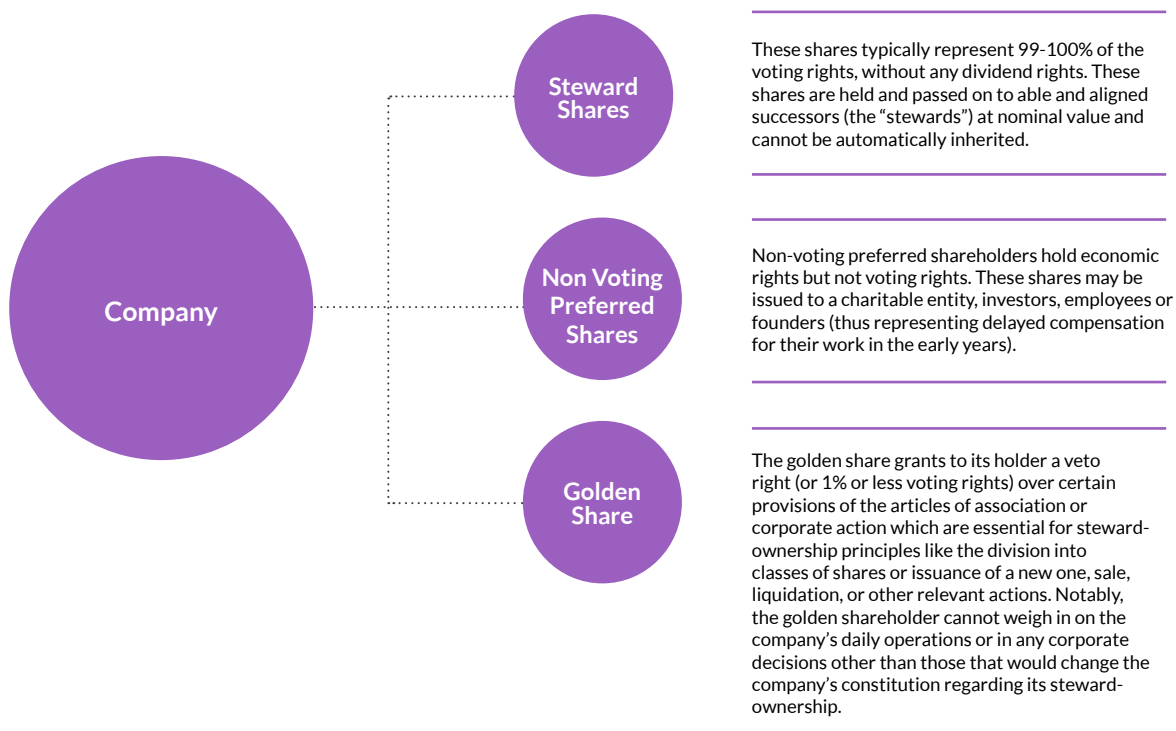 Company
Steward
Shares
These shares typically represent 99-100% of the
voting rights, without any dividend rights. These
shares are held and passed on to able and aligned
successors (the “stewards”) at nominal value and
cannot be automatically inherited.
Non Voting
Preferred
Shares
Non-voting preferred shareholders hold economic
rights but not voting rights. These shares may be
issued to a charitable entity, investors, employees or
founders (thus representing delayed compensation
for their work in the early years).
Golden
Share
The golden share grants to its holder a veto
right (or 1% or less voting rights) over certain
provisions of the articles of association or
corporate action which are essential for steward-
ownership principles like the division into
classes of shares or issuance of a new one, sale,
liquidation, or other relevant actions. Notably,
the golden shareholder cannot weigh in on the
company’s daily operations or in any corporate
decisions other than those that would change the
company’s constitution regarding its steward-
ownership.